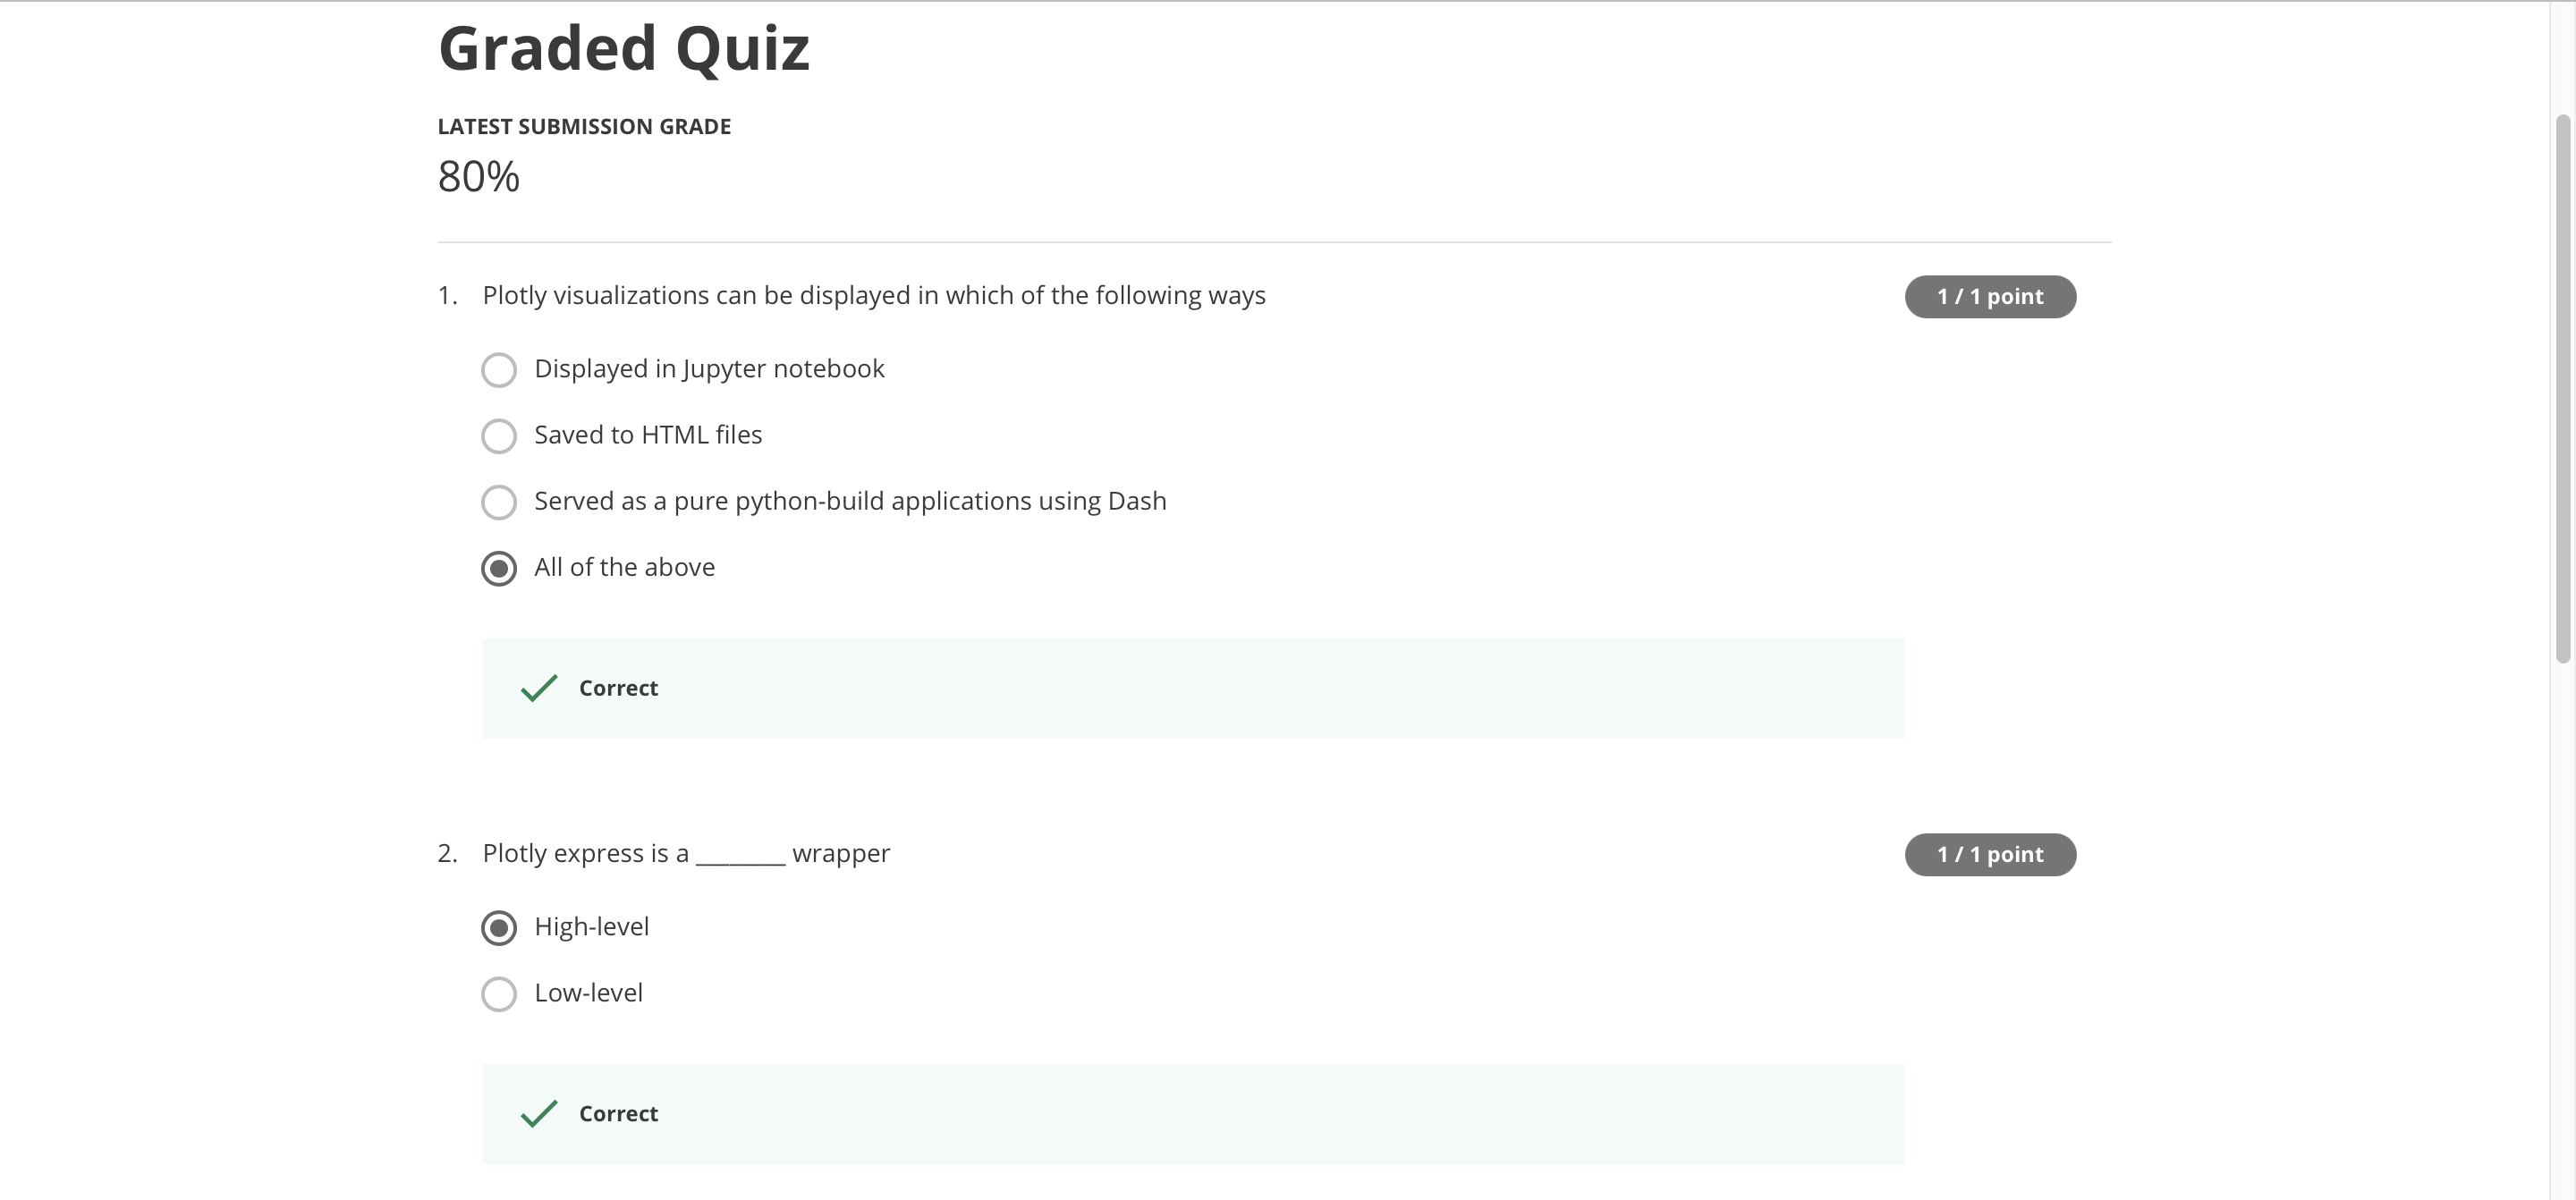 Graded Quiz
LATEST SUBMISSION GRADE
80%
1. Plotly visualizations can be displayed in which of the following ways
1 / 1 point
Displayed in Jupyter notebook
Saved to HTML files
Served as a pure python-build applications using Dash
All of the above
Correct
2. Plotly express is a ________ wrapper
1 / 1 point
High-level
Low-level
Correct